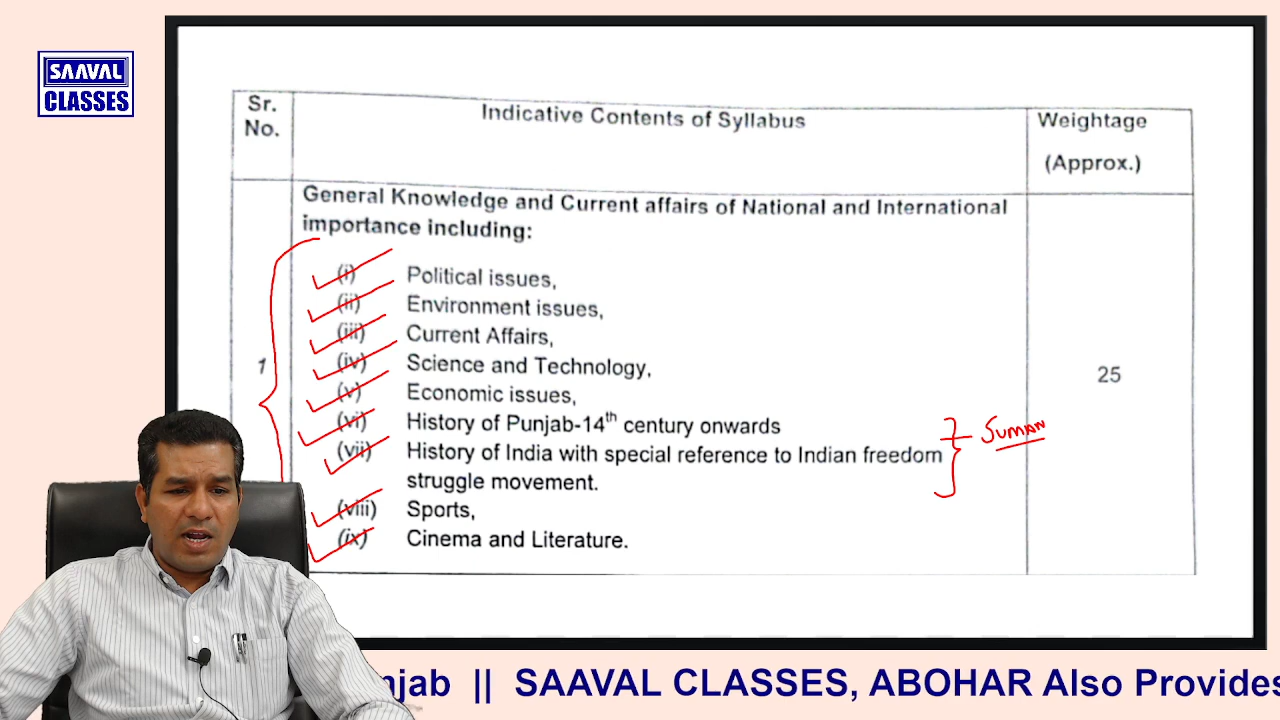 SAAVAL
CLASSES
Sr.
No.
Indicative Contents of Syllabus
Weightage
(Approx.)
1
General Knowledge and Current affairs of National and International
importance including:
(i) Political issues,
(ii) Environment issues,
(iii) Current Affairs,
(iv) Science and Technology,
(v) Economic issues,
(vi) History of Punjab-14th century onwards
(vii) History of India with special reference to Indian freedom
struggle movement.
(viii) Sports,
(ix) Cinema and Literature.
25
SUMAN
njab || SAAVAL CLASSES, ABOHAR Also Provides